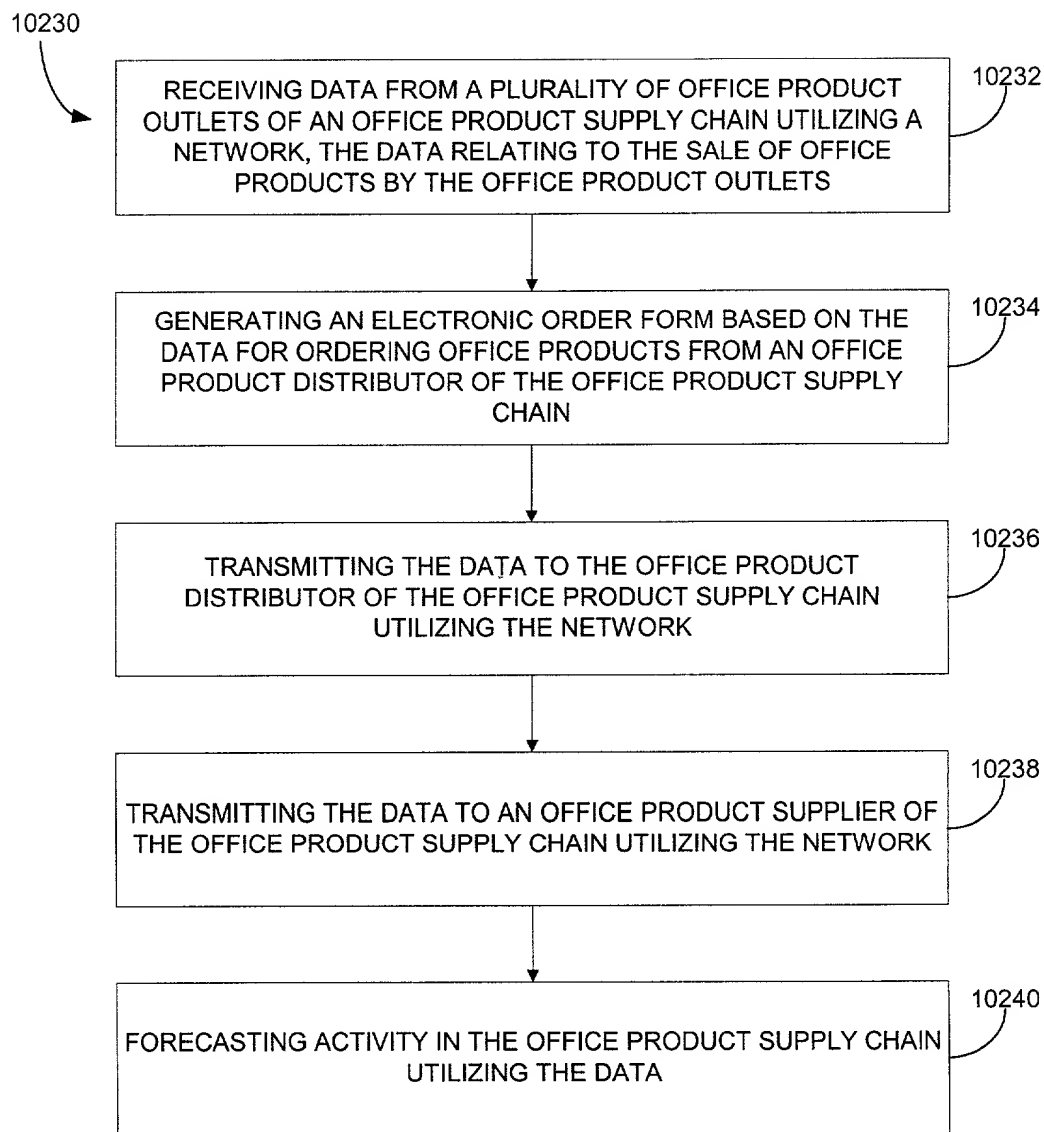 10230
10232
RECEIVING DATA FROM A PLURALITY OF OFFICE PRODUCT
OUTLETS OF AN OFFICE PRODUCT SUPPLY CHAIN UTILIZING A
NETWORK, THE DATA RELATING TO THE SALE OF OFFICE
PRODUCTS BY THE OFFICE PRODUCT OUTLETS
10234
GENERATING AN ELECTRONIC ORDER FORM BASED ON THE
DATA FOR ORDERING OFFICE PRODUCTS FROM AN OFFICE
PRODUCT DISTRIBUTOR OF THE OFFICE PRODUCT SUPPLY
CHAIN
10236
TRANSMITTING THE DATA TO THE OFFICE PRODUCT
DISTRIBUTOR OF THE OFFICE PRODUCT SUPPLY CHAIN
UTILIZING THE NETWORK
10238
TRANSMITTING THE DATA TO AN OFFICE PRODUCT SUPPLIER OF
THE OFFICE PRODUCT SUPPLY CHAIN UTILIZING THE NETWORK
10240
FORECASTING ACTIVITY IN THE OFFICE PRODUCT SUPPLY CHAIN
UTILIZING THE DATA